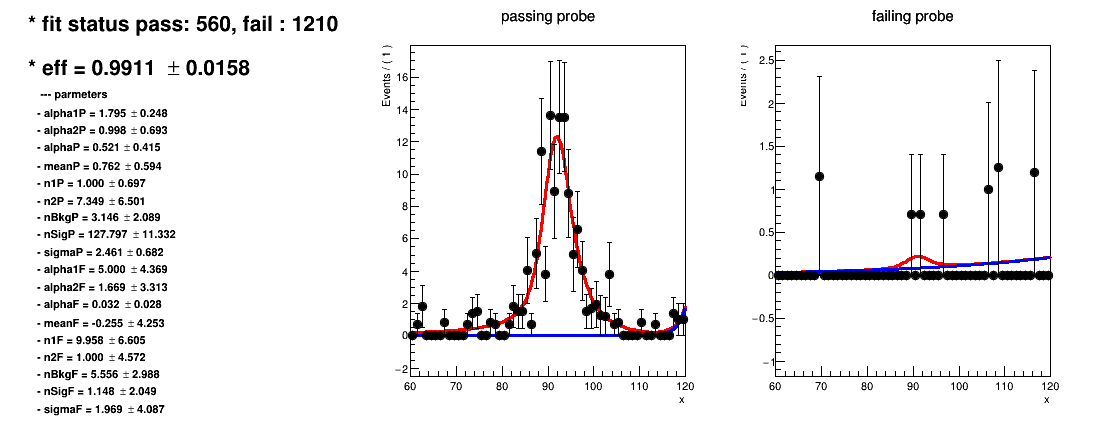 * fit status pass: 560, fail : 1210
* eff = 0.9911 ± 0.0158
--- parmeters
- alpha1P = 1.795 ± 0.248
- alpha2P = 0.998 ± 0.693
- alphaP = 0.521 ± 0.415
- meanP = 0.762 ± 0.594
- n1P = 1.000 ± 0.697
- n2P = 7.349 ± 6.501
- nBkgP = 3.146 ± 2.089
- nSigP = 127.797 ± 11.332
- sigmaP = 2.461 ± 0.682
- alpha1F = 5.000 ± 4.369
- alpha2F = 1.669 ± 3.313
- alphaF = 0.032 ± 0.028
- meanF = -0.255 ± 4.253
- n1F = 9.958 ± 6.605
- n2F = 1.000 ± 4.572
- nBkgF = 5.556 ± 2.988
- nSigF = 1.148 ± 2.049
- sigmaF = 1.969 ± 4.087
passing probe
Events / ( 1 )
16
14
12
10
8
6
4
2
0
−2
60 70 80 90 100 110 120
x
failing probe
Events / ( 1 )
2.5
2
1.5
1
0.5
0
−0.5
−1
60 70 80 90 100 110 120
x